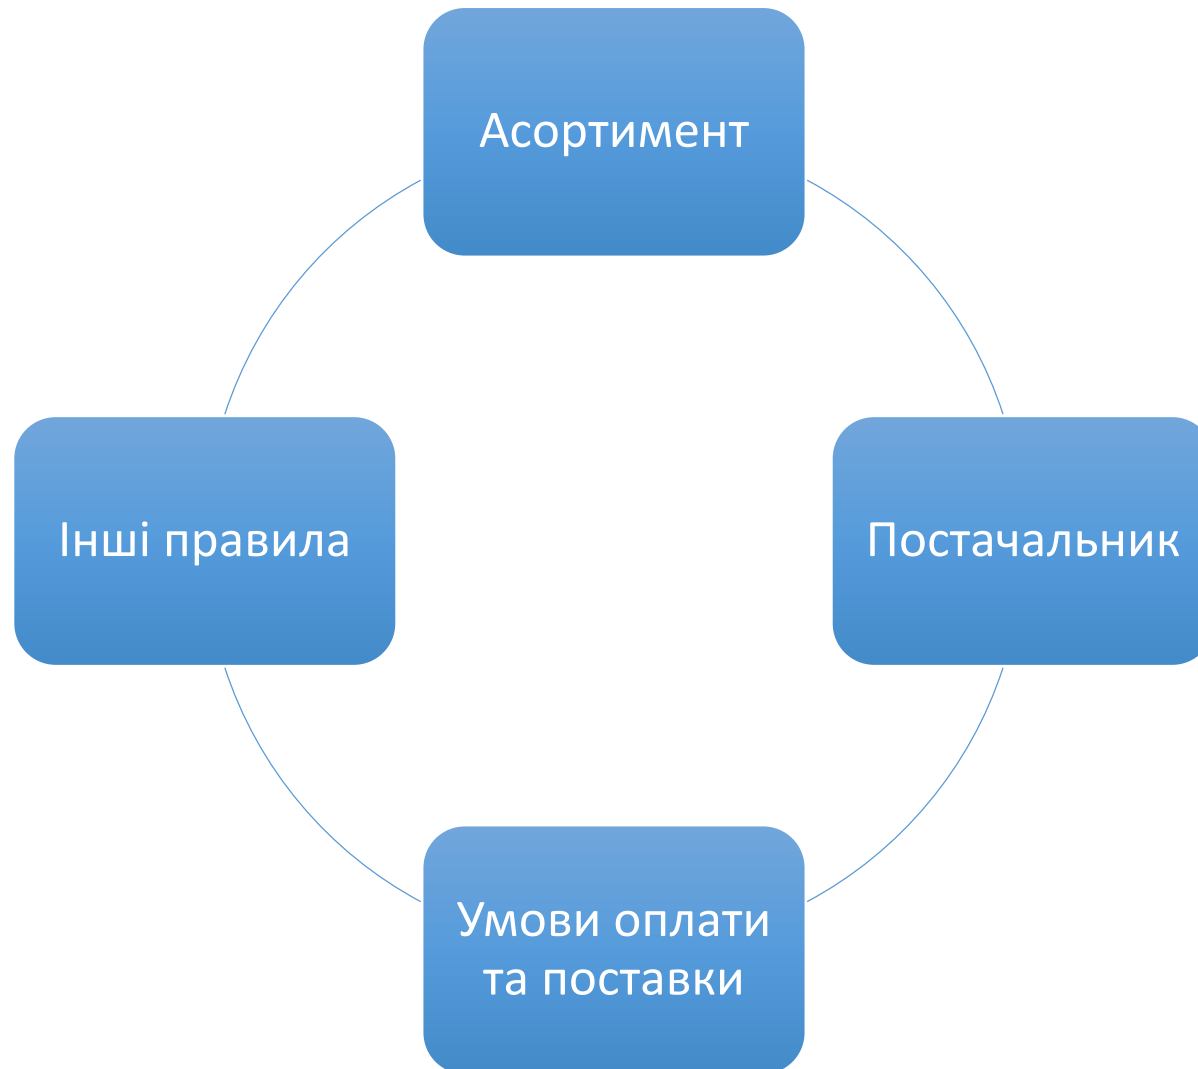 Асортимент
Інші правила
Постачальник
Умови оплати
та поставки